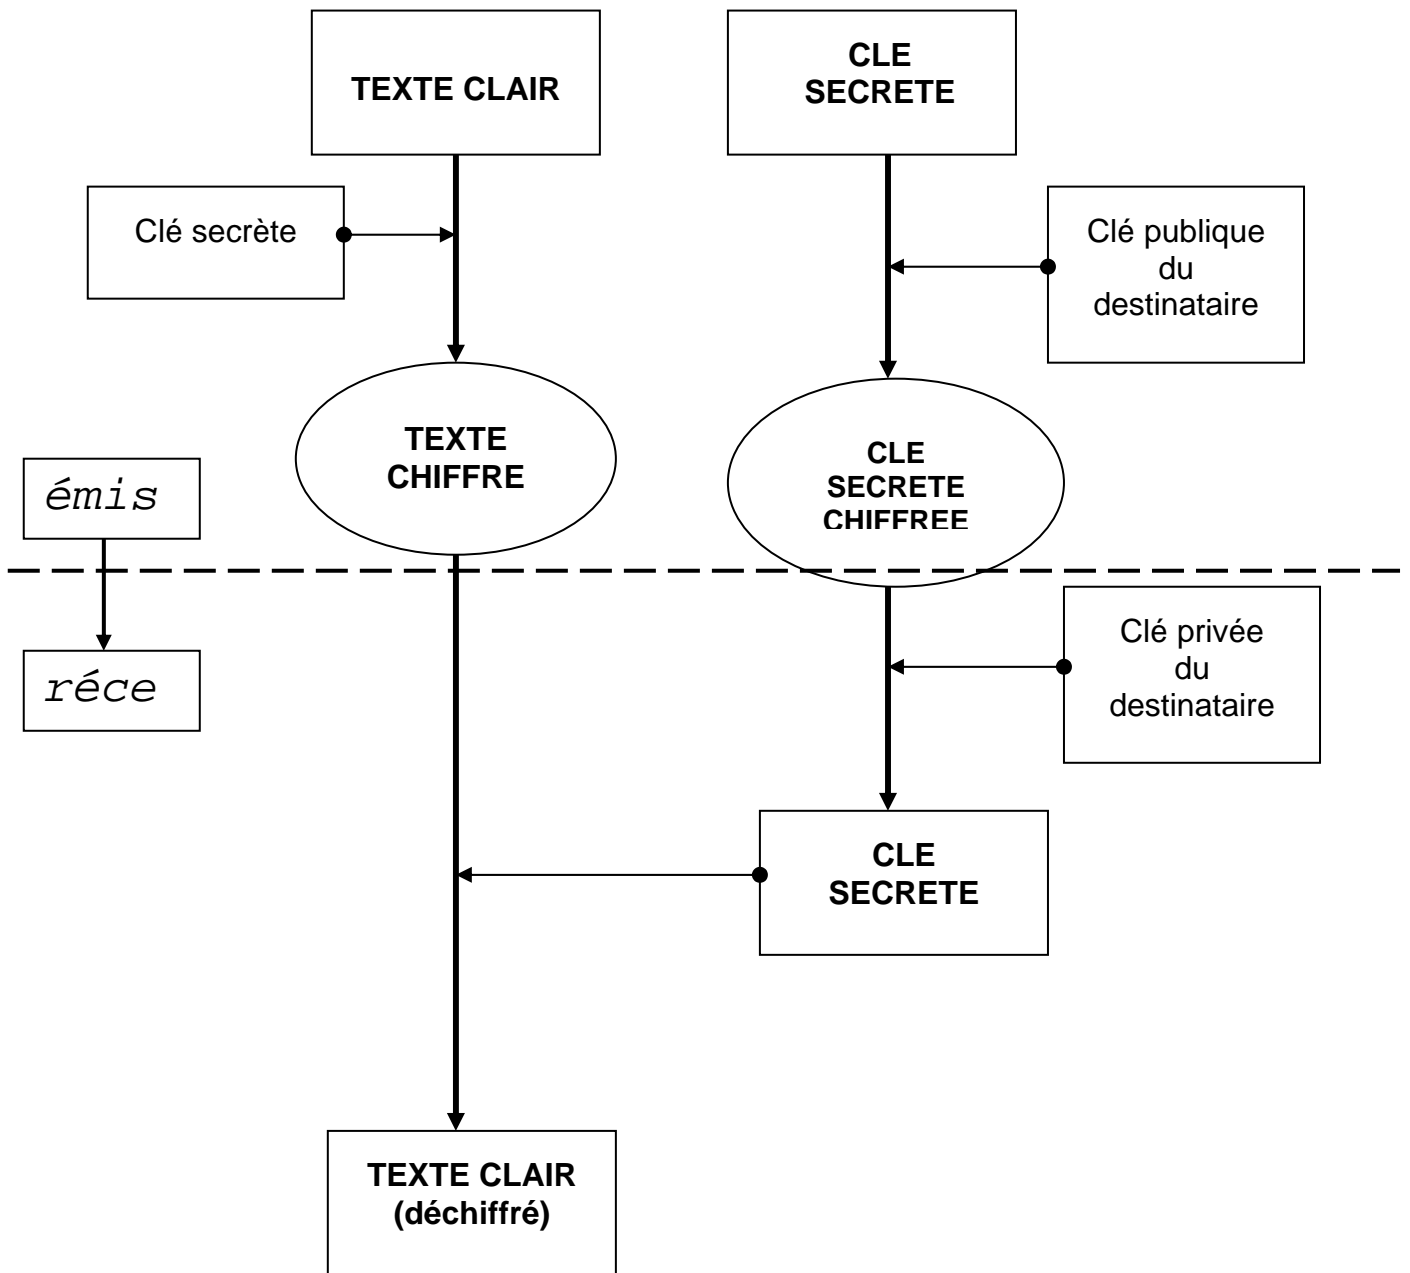 TEXTE CLAIR
CLE
SECRETE
Clé secrète
Clé publique
du
destinataire
TEXTE
CHIFFRE
CLE
SECRETE
CHIFFREE
émis
réce
Clé privée
du
destinataire
CLE
SECRETE
TEXTE CLAIR
(déchiffré)